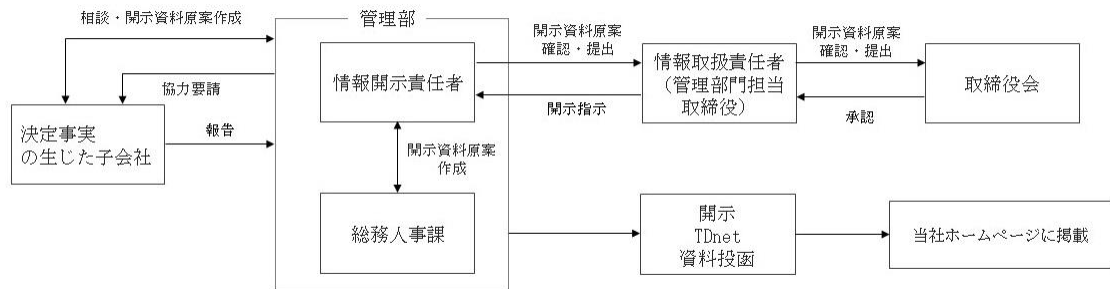 相談・開示資料原案作成
協力要請
決定事実
の生じた子会社
報告
管理部
情報開示責任者
開示資料原案
作成
総務人事課
開示資料原案
確認・提出
開示指示
情報取扱責任者
（管理部門担当
取締役）
開示資料原案
確認・提出
承認
取締役会
開示
TDnet
資料投函
当社ホームページに掲載